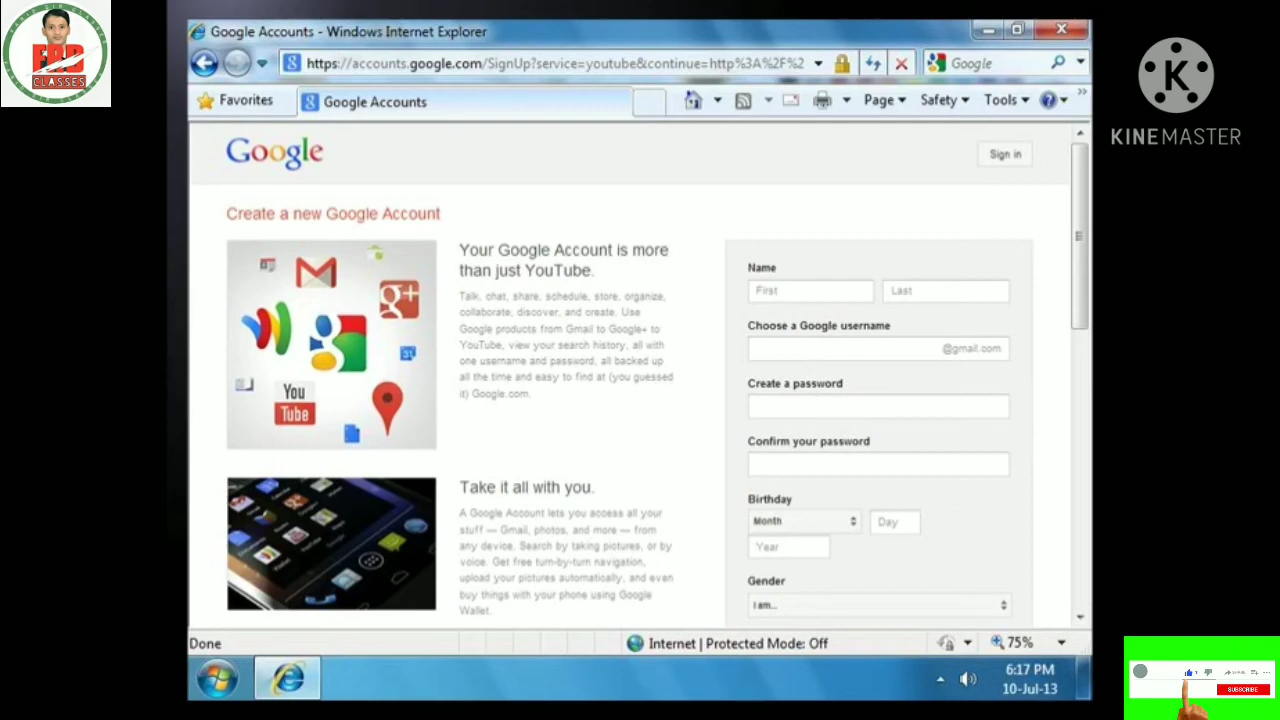 FRD
CLASSES
Google Accounts - Windows Internet Explorer
https://accounts.google.com/SignUp?service=youtube&continue=http%3A%2F%2
Google
Favorites
Google Accounts
Page
Safety
Tools
K
KINEMASTER
Google
Sign in
Create a new Google Account
Your Google Account is more
than just YouTube.
Talk, chat, share, schedule, store, organize,
collaborate, discover, and create. Use
Google products from Gmail to Google+ to
YouTube, view your search history, all with
one username and password, all backed up
all the time and easy to find at (you guessed
it) Google.com.
g+
31
You
Tube
Take it all with you.
A Google Account lets you access all your
stuff — Gmail, photos, and more — from
any device. Search by taking pictures, or by
voice. Get free turn-by-turn navigation,
upload your pictures automatically, and even
buy things with your phone using Google
Wallet.
Name
First
Last
Choose a Google username
@gmail.com
Create a password
Confirm your password
Birthday
Month
Day
Year
Gender
I am...
Done
Internet | Protected Mode: Off
75%
6:17 PM
10-Jul-13
SUBSCRIBE